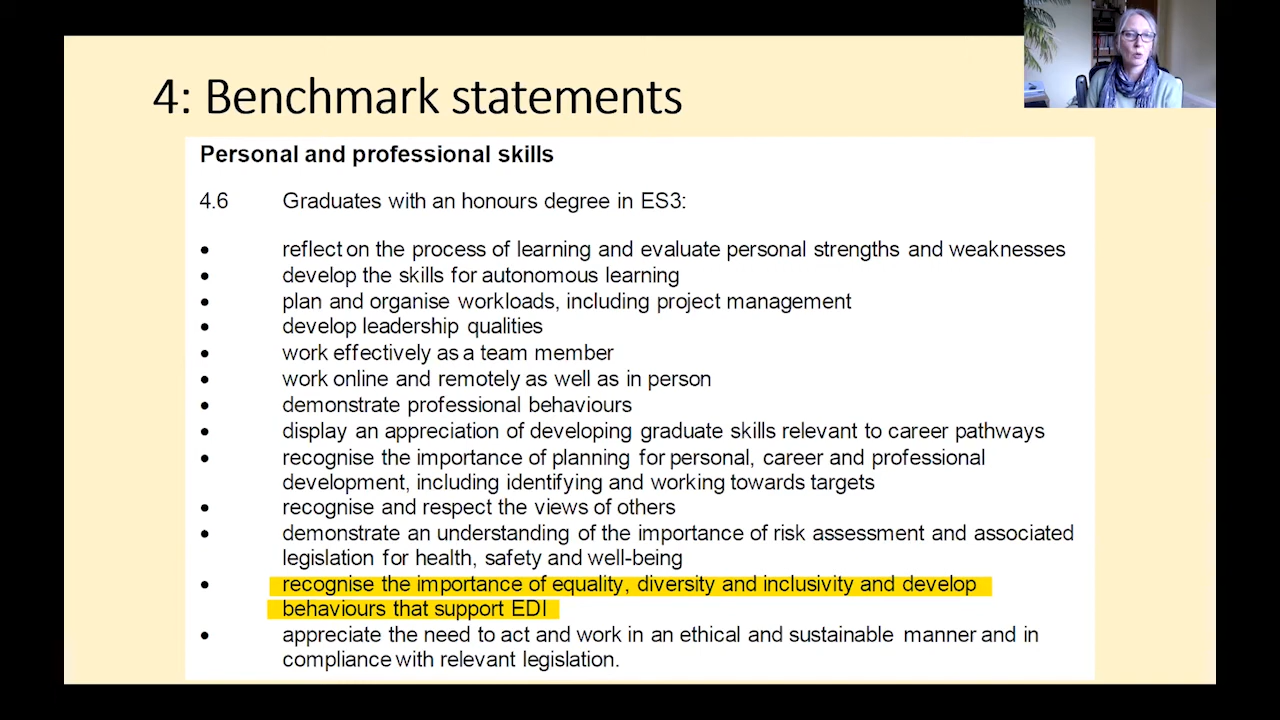 4: Benchmark statements
Personal and professional skills
4.6 Graduates with an honours degree in ES3:
• reflect on the process of learning and evaluate personal strengths and weaknesses
• develop the skills for autonomous learning
• plan and organise workloads, including project management
• develop leadership qualities
• work effectively as a team member
• work online and remotely as well as in person
• demonstrate professional behaviours
• display an appreciation of developing graduate skills relevant to career pathways
• recognise the importance of planning for personal, career and professional
development, including identifying and working towards targets
• recognise and respect the views of others
• demonstrate an understanding of the importance of risk assessment and associated
legislation for health, safety and well-being
• recognise the importance of equality, diversity and inclusivity and develop
behaviours that support EDI
• appreciate the need to act and work in an ethical and sustainable manner and in
compliance with relevant legislation.